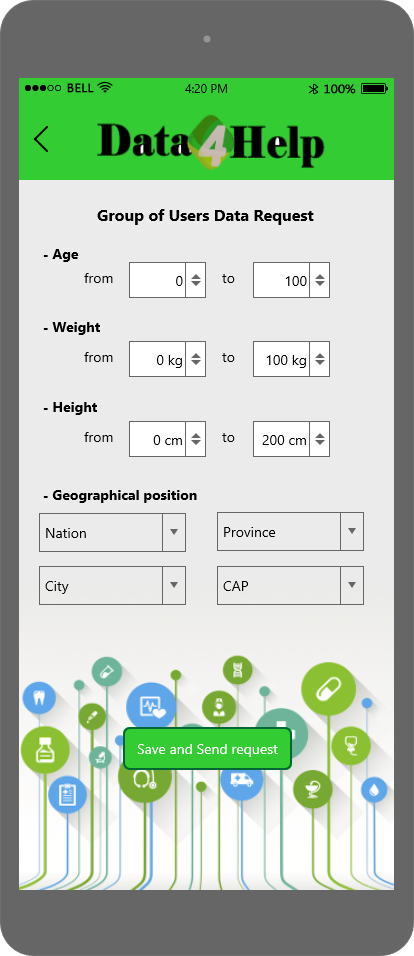 BELL 4:20 PM 100%
Data4Help
Group of Users Data Request
- Age
from 0 to 100
- Weight
from 0 kg to 100 kg
- Height
from 0 cm to 200 cm
- Geographical position
Nation Province
City CAP
Save and Send request